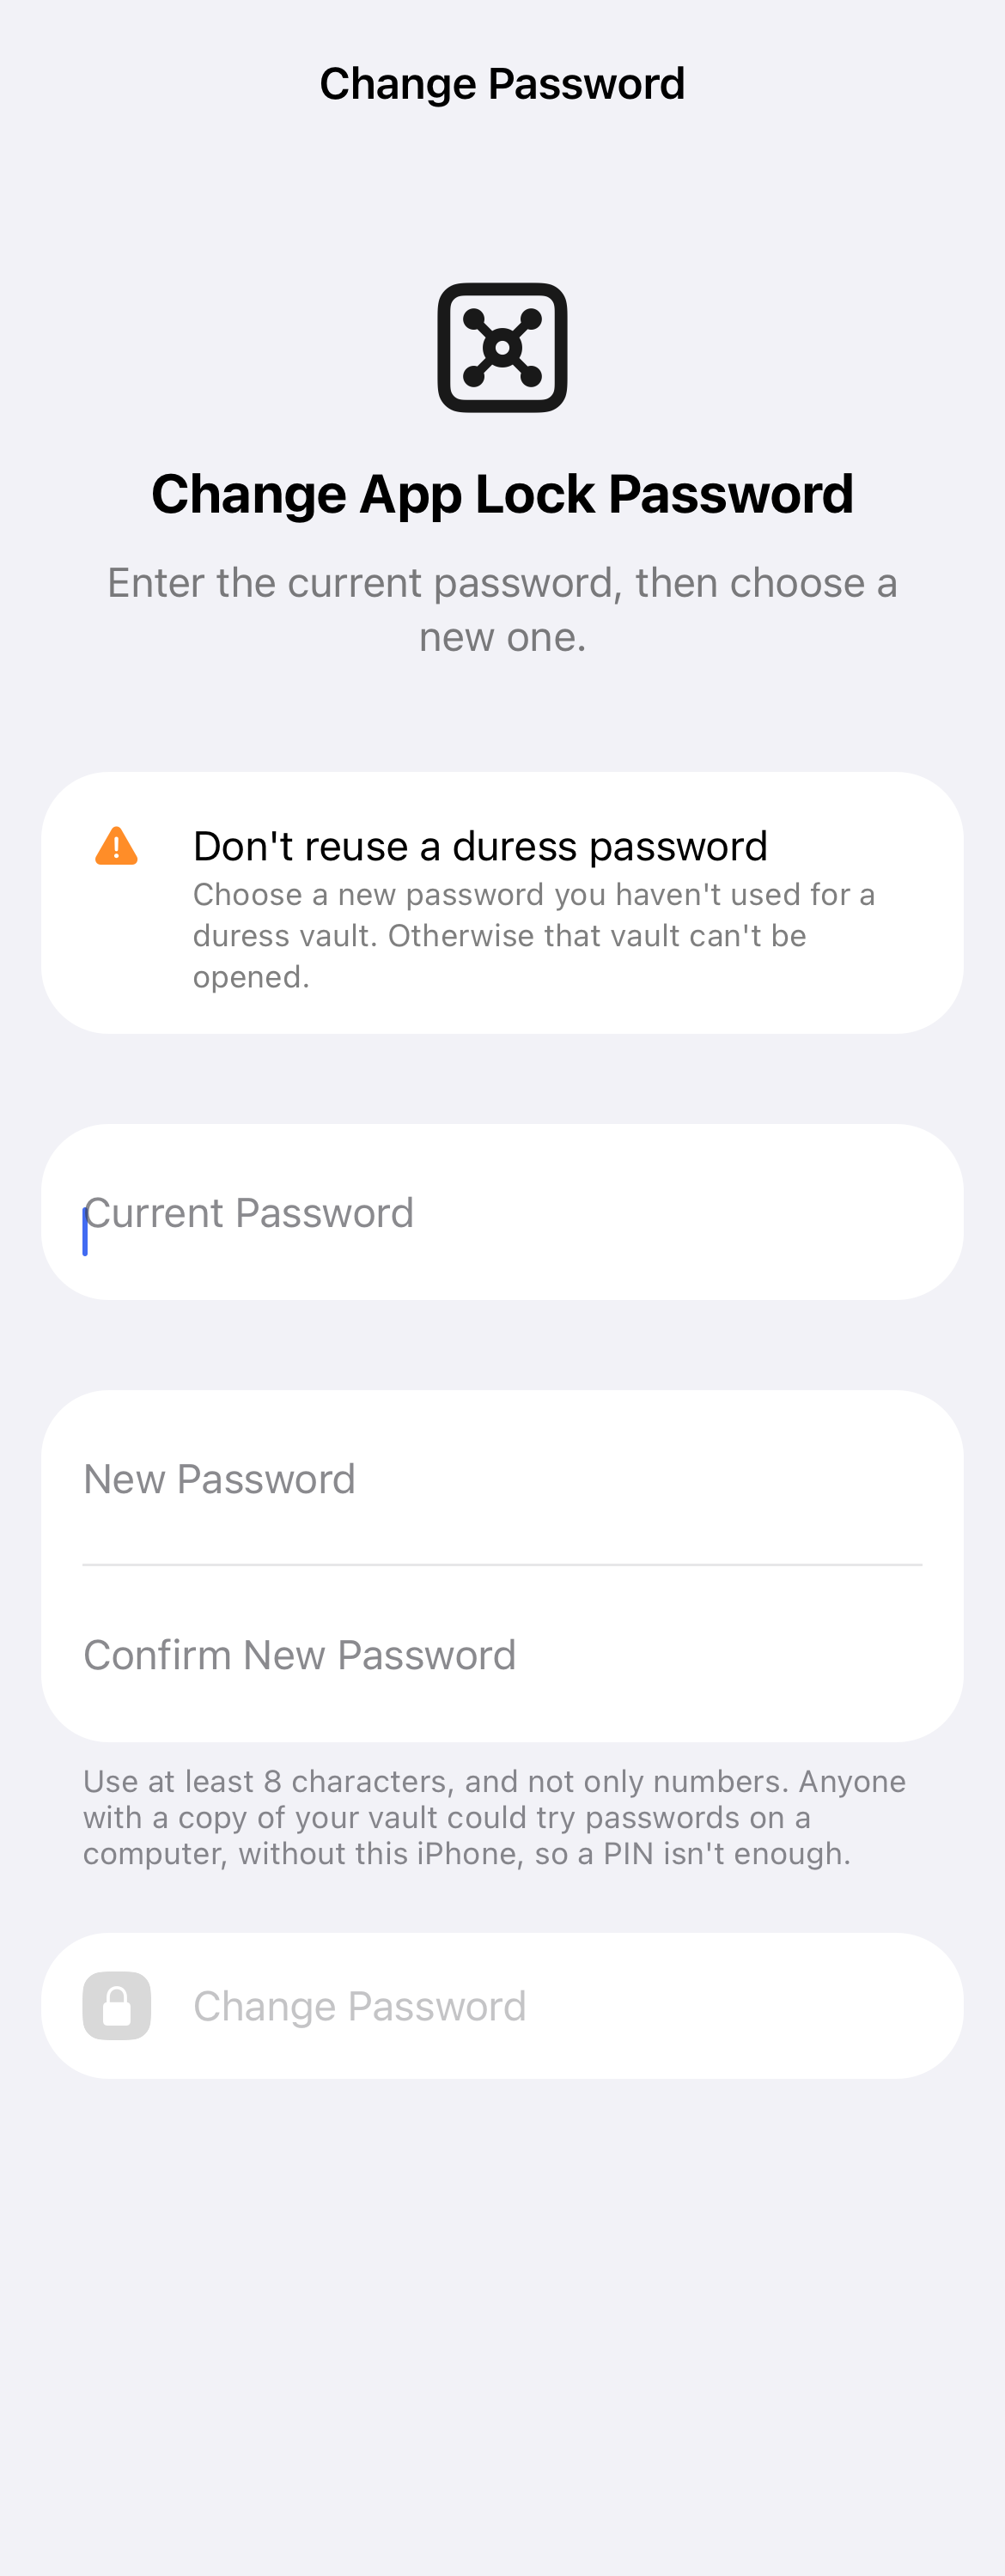 Change Password
Change App Lock Password
Enter the current password, then choose a
new one.
Don't reuse a duress password
Choose a new password you haven't used for a
duress vault. Otherwise that vault can't be
opened.
Current Password
New Password
Confirm New Password
Use at least 8 characters, and not only numbers. Anyone
with a copy of your vault could try passwords on a
computer, without this iPhone, so a PIN isn't enough.
Change Password